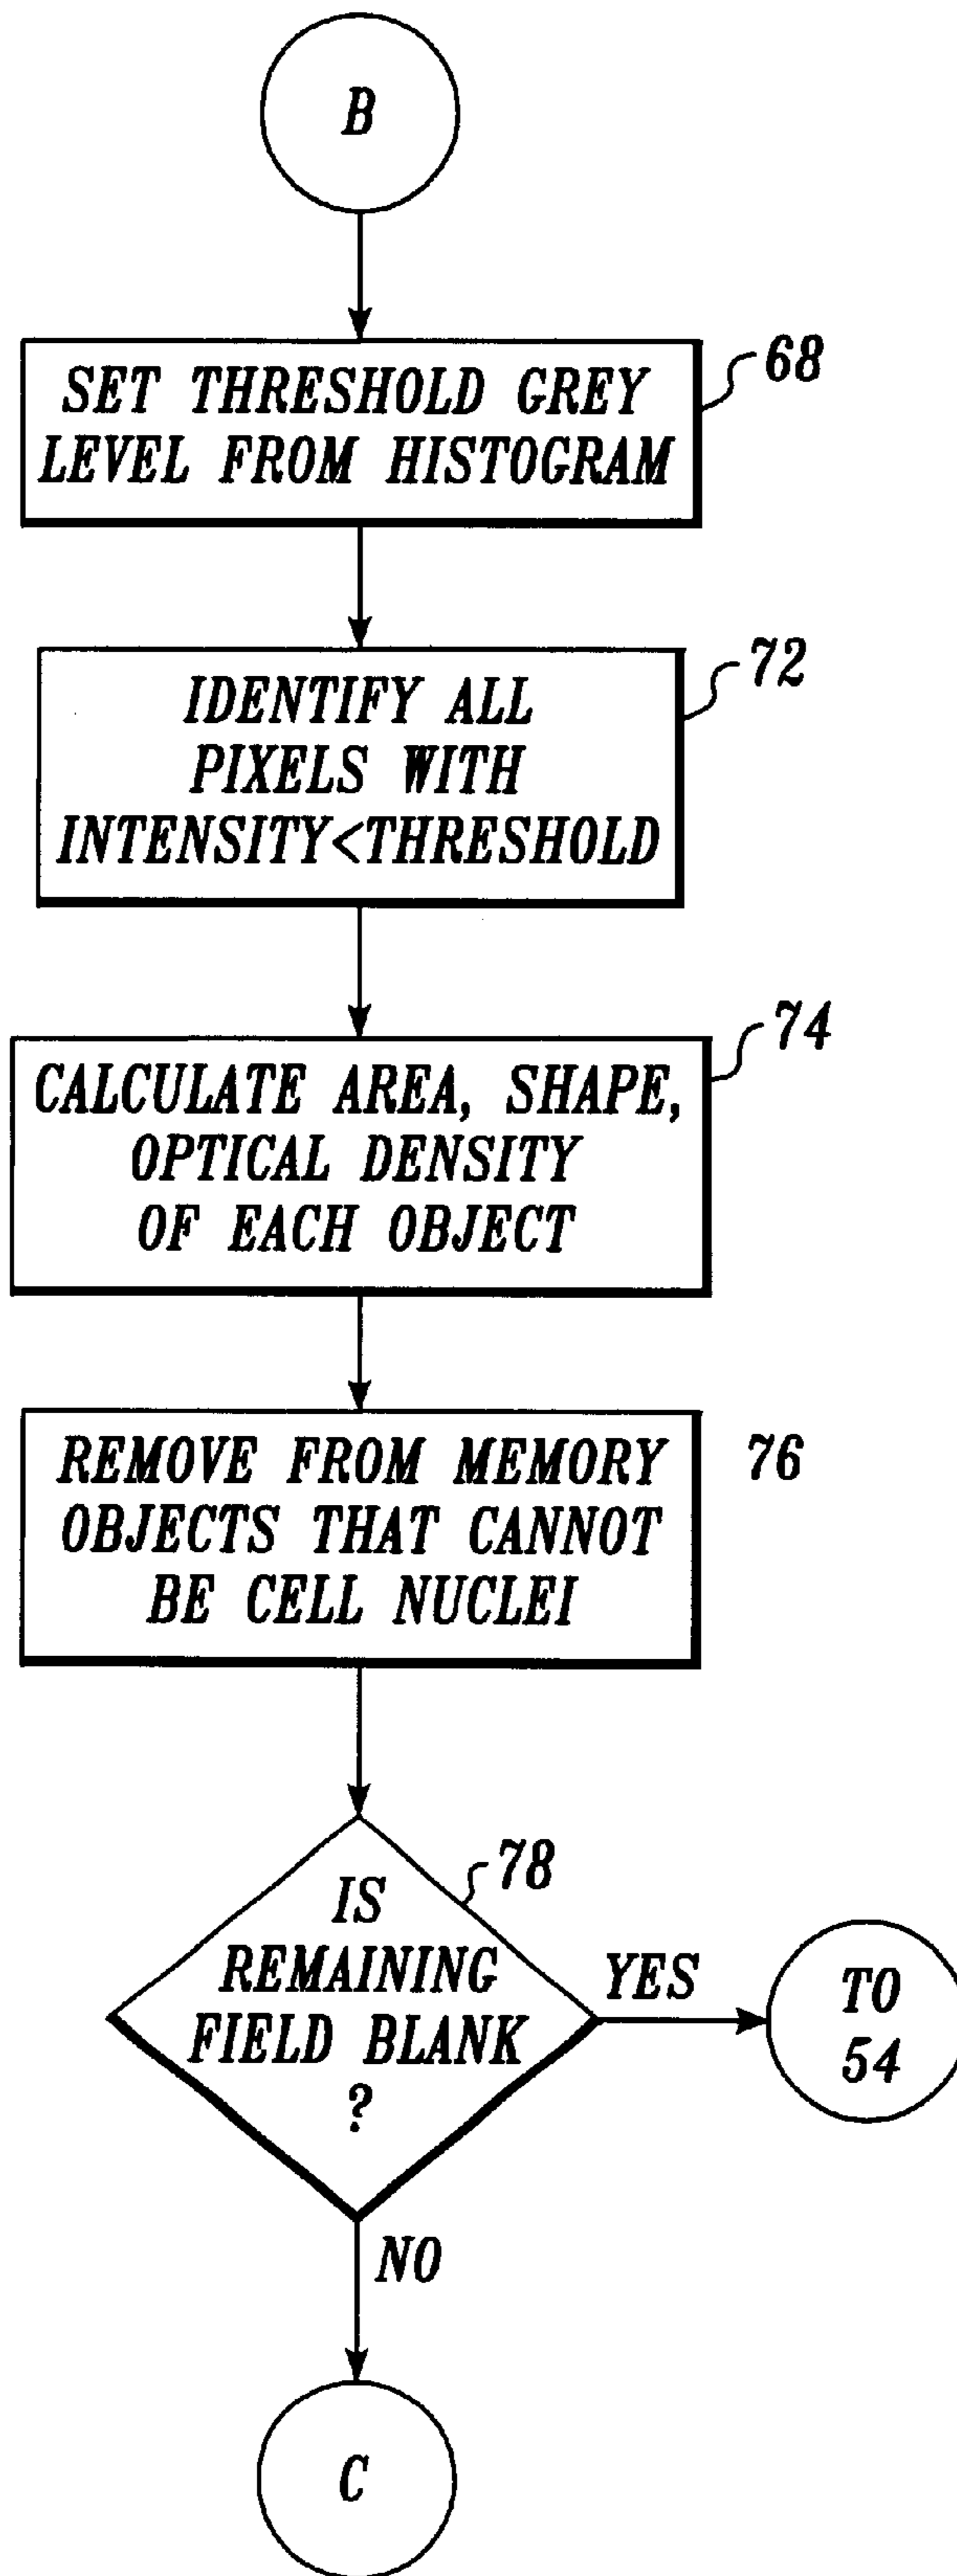 B
SET THRESHOLD GREY
LEVEL FROM HISTOGRAM
68
IDENTIFY ALL
PIXELS WITH
INTENSITY<THRESHOLD
72
CALCULATE AREA, SHAPE,
OPTICAL DENSITY
OF EACH OBJECT
74
REMOVE FROM MEMORY
OBJECTS THAT CANNOT
BE CELL NUCLEI
76
IS
REMAINING
FIELD BLANK
?
78
YES
TO
54
NO
C